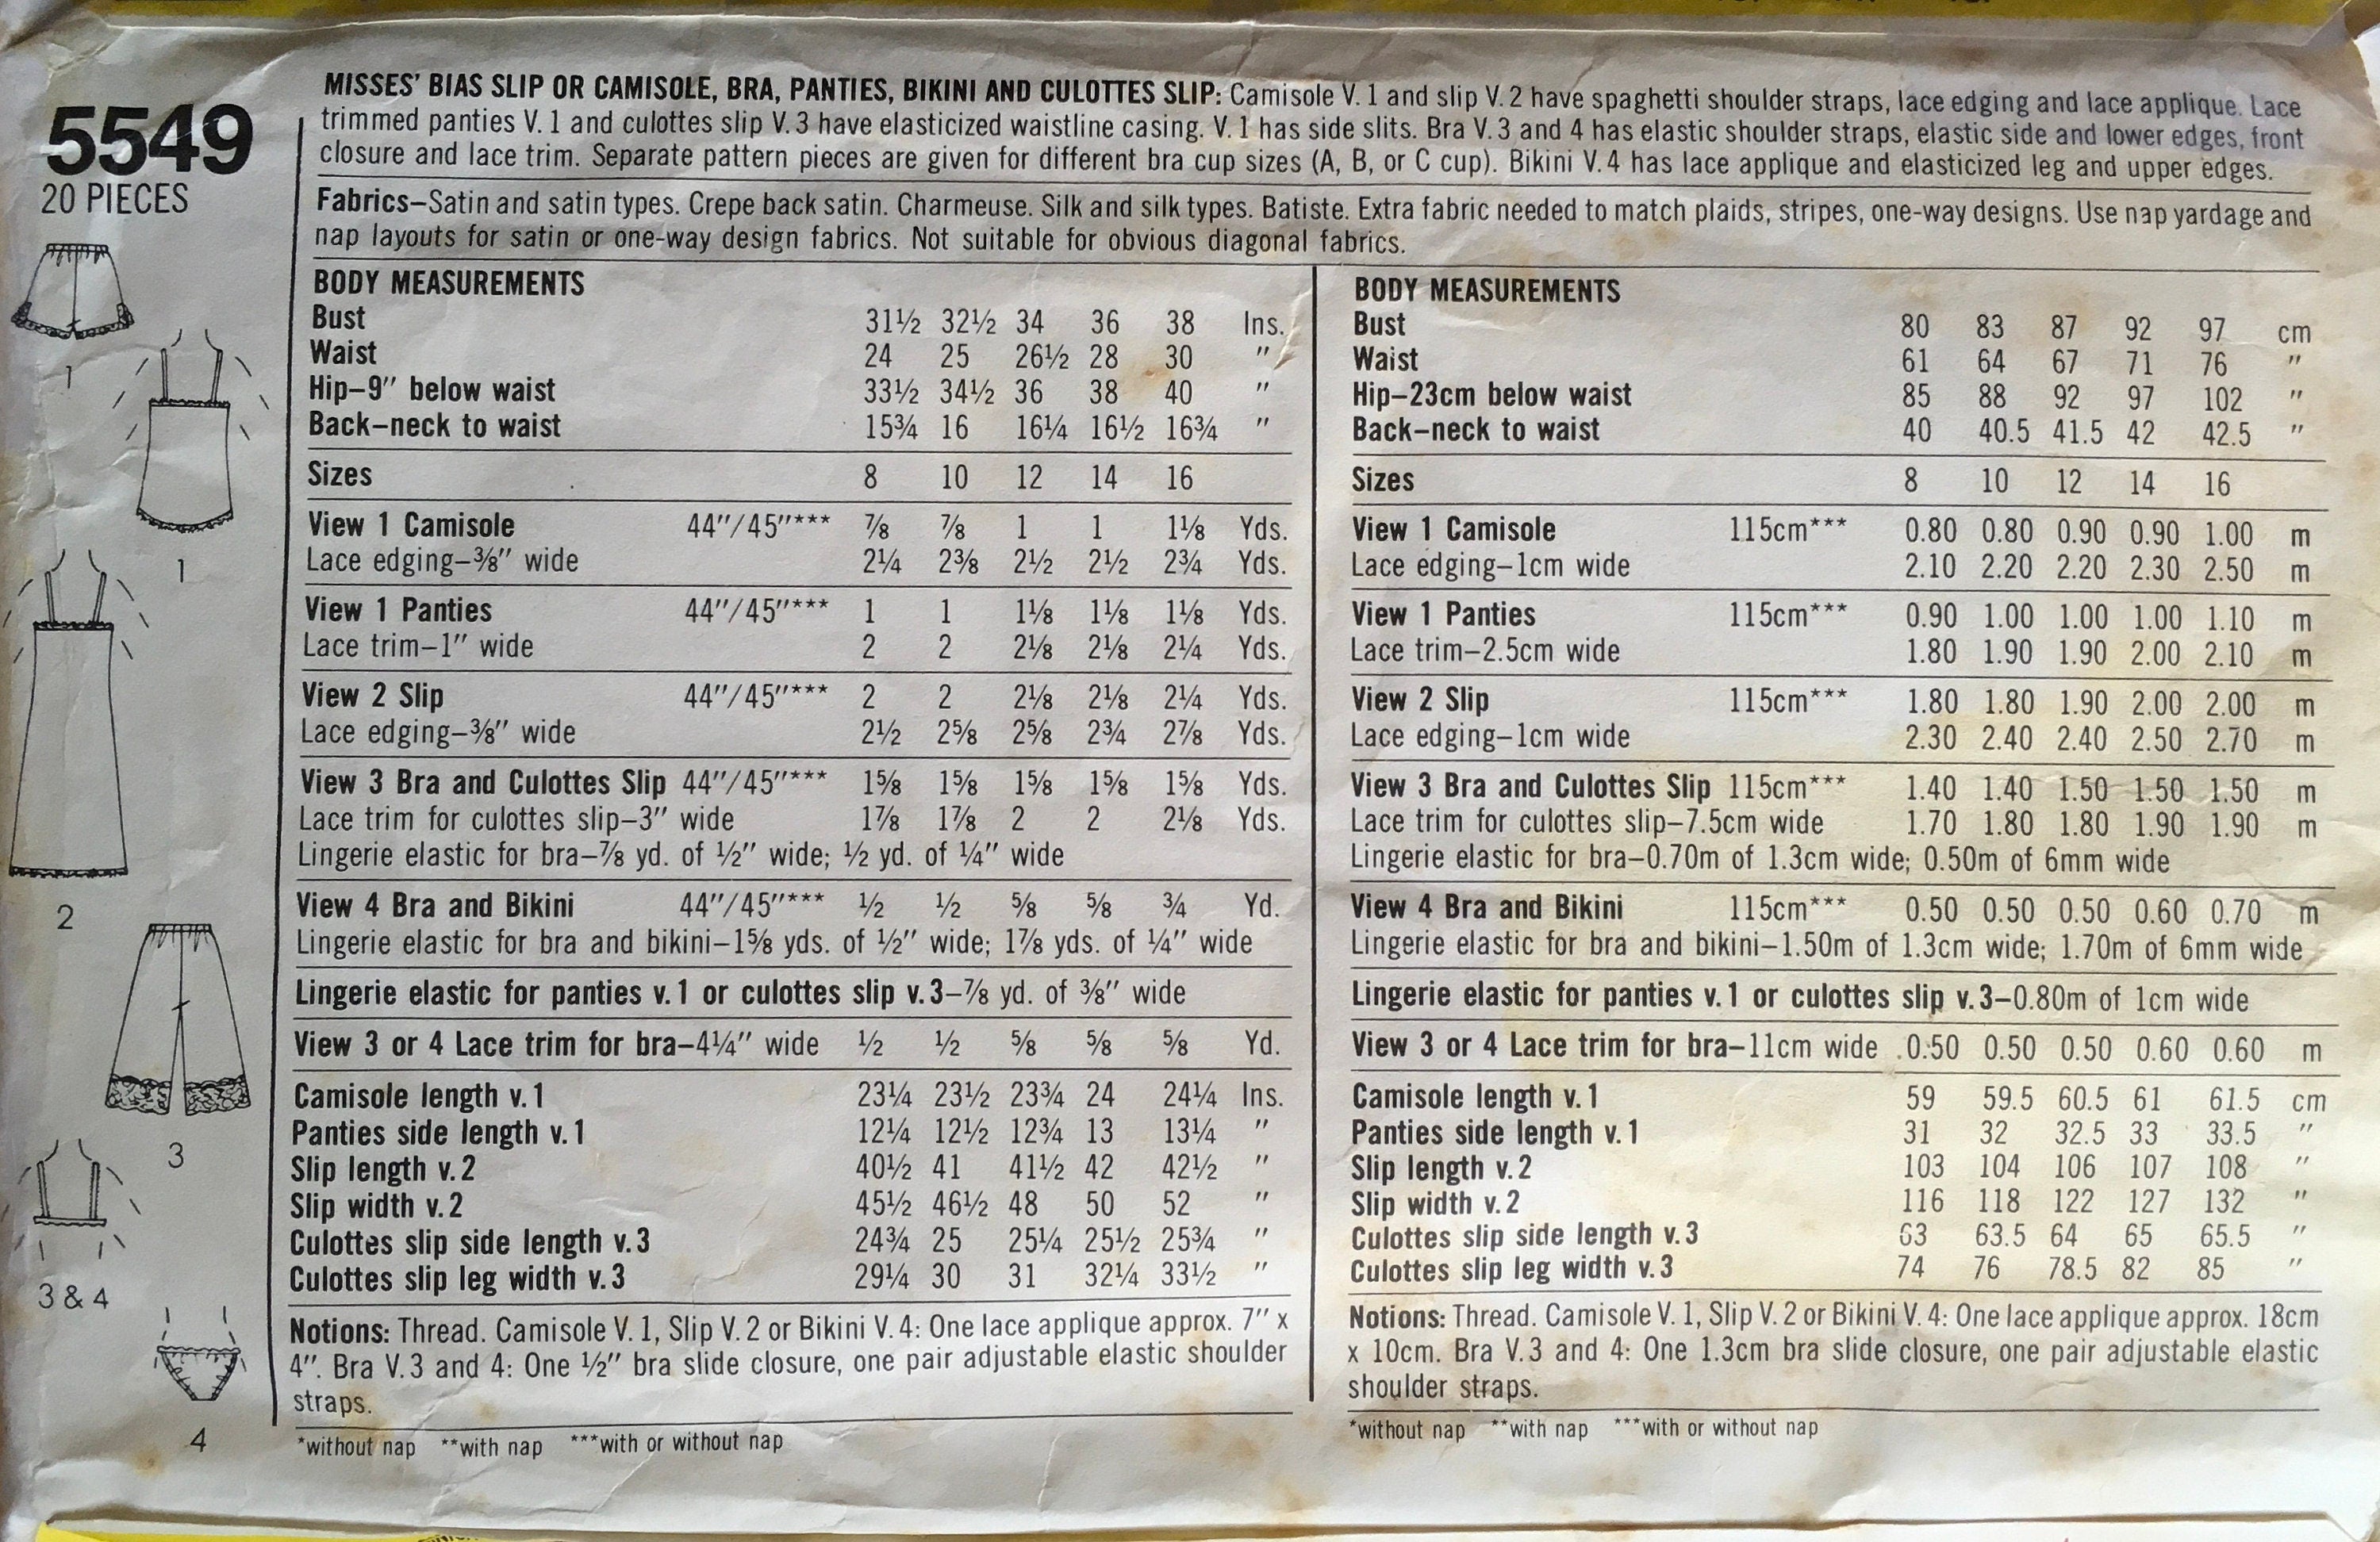 5549
20 PIECES
1
1
2
3
3 & 4
4
MISSES' BIAS SLIP OR CAMISOLE, BRA, PANTIES, BIKINI AND CULOTTES SLIP: Camisole V. 1 and slip V. 2 have spaghetti shoulder straps, lace edging and lace applique. Lace
trimmed panties V. 1 and culottes slip V. 3 have elasticized waistline casing. V. 1 has side slits. Bra V. 3 and 4 has elastic shoulder straps, elastic side and lower edges, front
closure and lace trim. Separate pattern pieces are given for different bra cup sizes (A, B, or C cup). Bikini V. 4 has lace applique and elasticized leg and upper edges.
Fabrics–Satin and satin types. Crepe back satin. Charmeuse. Silk and silk types. Batiste. Extra fabric needed to match plaids, stripes, one-way designs. Use nap yardage and
nap layouts for satin or one-way design fabrics. Not suitable for obvious diagonal fabrics.
BODY MEASUREMENTS
Bust 31½ 32½ 34 36 38 Ins.
Waist 24 25 26½ 28 30 ″
Hip–9″ below waist 33½ 34½ 36 38 40 ″
Back–neck to waist 15¾ 16 16¼ 16½ 16¾ ″
Sizes 8 10 12 14 16
View 1 Camisole 44″/45″*** ⅞ ⅞ 1 1 1⅛ Yds.
Lace edging–⅜″ wide 2¼ 2⅜ 2½ 2½ 2¾ Yds.
View 1 Panties 44″/45″*** 1 1 1⅛ 1⅛ 1⅛ Yds.
Lace trim–1″ wide 2 2 2⅛ 2⅛ 2¼ Yds.
View 2 Slip 44″/45″*** 2 2 2⅛ 2⅛ 2¼ Yds.
Lace edging–⅜″ wide 2½ 2⅝ 2⅝ 2¾ 2⅞ Yds.
View 3 Bra and Culottes Slip 44″/45″*** 1⅝ 1⅝ 1⅝ 1⅝ 1⅝ Yds.
Lace trim for culottes slip–3″ wide 1⅞ 1⅞ 2 2 2⅛ Yds.
Lingerie elastic for bra–⅞ yd. of ½″ wide; ½ yd. of ¼″ wide
View 4 Bra and Bikini 44″/45″*** ½ ½ ⅝ ⅝ ¾ Yd.
Lingerie elastic for bra and bikini–1⅝ yds. of ½″ wide; 1⅞ yds. of ¼″ wide
Lingerie elastic for panties v. 1 or culottes slip v. 3–⅞ yd. of ⅜″ wide
View 3 or 4 Lace trim for bra–4¼″ wide ½ ½ ⅝ ⅝ ⅝ Yd.
Camisole length v. 1 23¼ 23½ 23¾ 24 24¼ Ins.
Panties side length v. 1 12¼ 12½ 12¾ 13 13¼ ″
Slip length v. 2 40½ 41 41½ 42 42½ ″
Slip width v. 2 45½ 46½ 48 50 52 ″
Culottes slip side length v. 3 24¾ 25 25¼ 25½ 25¾ ″
Culottes slip leg width v. 3 29¼ 30 31 32¼ 33½ ″
Notions: Thread. Camisole V. 1, Slip V. 2 or Bikini V. 4: One lace applique approx. 7″ x
4″. Bra V. 3 and 4: One ½″ bra slide closure, one pair adjustable elastic shoulder
straps.
*without nap **with nap ***with or without nap
BODY MEASUREMENTS
Bust 80 83 87 92 97 cm
Waist 61 64 67 71 76 ″
Hip–23cm below waist 85 88 92 97 102 ″
Back–neck to waist 40 40.5 41.5 42 42.5 ″
Sizes 8 10 12 14 16
View 1 Camisole 115cm*** 0.80 0.80 0.90 0.90 1.00 m
Lace edging–1cm wide 2.10 2.20 2.20 2.30 2.50 m
View 1 Panties 115cm*** 0.90 1.00 1.00 1.00 1.10 m
Lace trim–2.5cm wide 1.80 1.90 1.90 2.00 2.10 m
View 2 Slip 115cm*** 1.80 1.80 1.90 2.00 2.00 m
Lace edging–1cm wide 2.30 2.40 2.40 2.50 2.70 m
View 3 Bra and Culottes Slip 115cm*** 1.40 1.40 1.50 1.50 1.50 m
Lace trim for culottes slip–7.5cm wide 1.70 1.80 1.80 1.90 1.90 m
Lingerie elastic for bra–0.70m of 1.3cm wide; 0.50m of 6mm wide
View 4 Bra and Bikini 115cm*** 0.50 0.50 0.50 0.60 0.70 m
Lingerie elastic for bra and bikini–1.50m of 1.3cm wide; 1.70m of 6mm wide
Lingerie elastic for panties v. 1 or culottes slip v. 3–0.80m of 1cm wide
View 3 or 4 Lace trim for bra–11cm wide 0.50 0.50 0.50 0.60 0.60 m
Camisole length v. 1 59 59.5 60.5 61 61.5 cm
Panties side length v. 1 31 32 32.5 33 33.5 ″
Slip length v. 2 103 104 106 107 108 ″
Slip width v. 2 116 118 122 127 132 ″
Culottes slip side length v. 3 63 63.5 64 65 65.5 ″
Culottes slip leg width v. 3 74 76 78.5 82 85 ″
Notions: Thread. Camisole V. 1, Slip V. 2 or Bikini V. 4: One lace applique approx. 18cm
x 10cm. Bra V. 3 and 4: One 1.3cm bra slide closure, one pair adjustable elastic
shoulder straps.
*without nap **with nap ***with or without nap